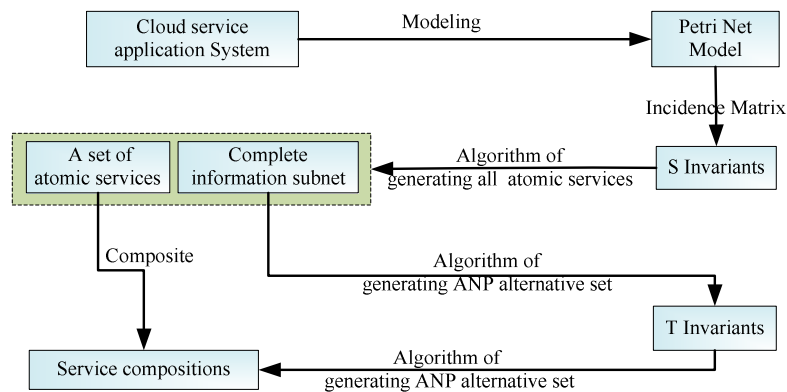 Cloud service
application System
Modeling
Petri Net
Model
Incidence Matrix
A set of
atomic services
Complete
information subnet
Algorithm of
generating all atomic services
S Invariants
Composite
Algorithm of
generating ANP alternative set
T Invariants
Service compositions
Algorithm of
generating ANP alternative set